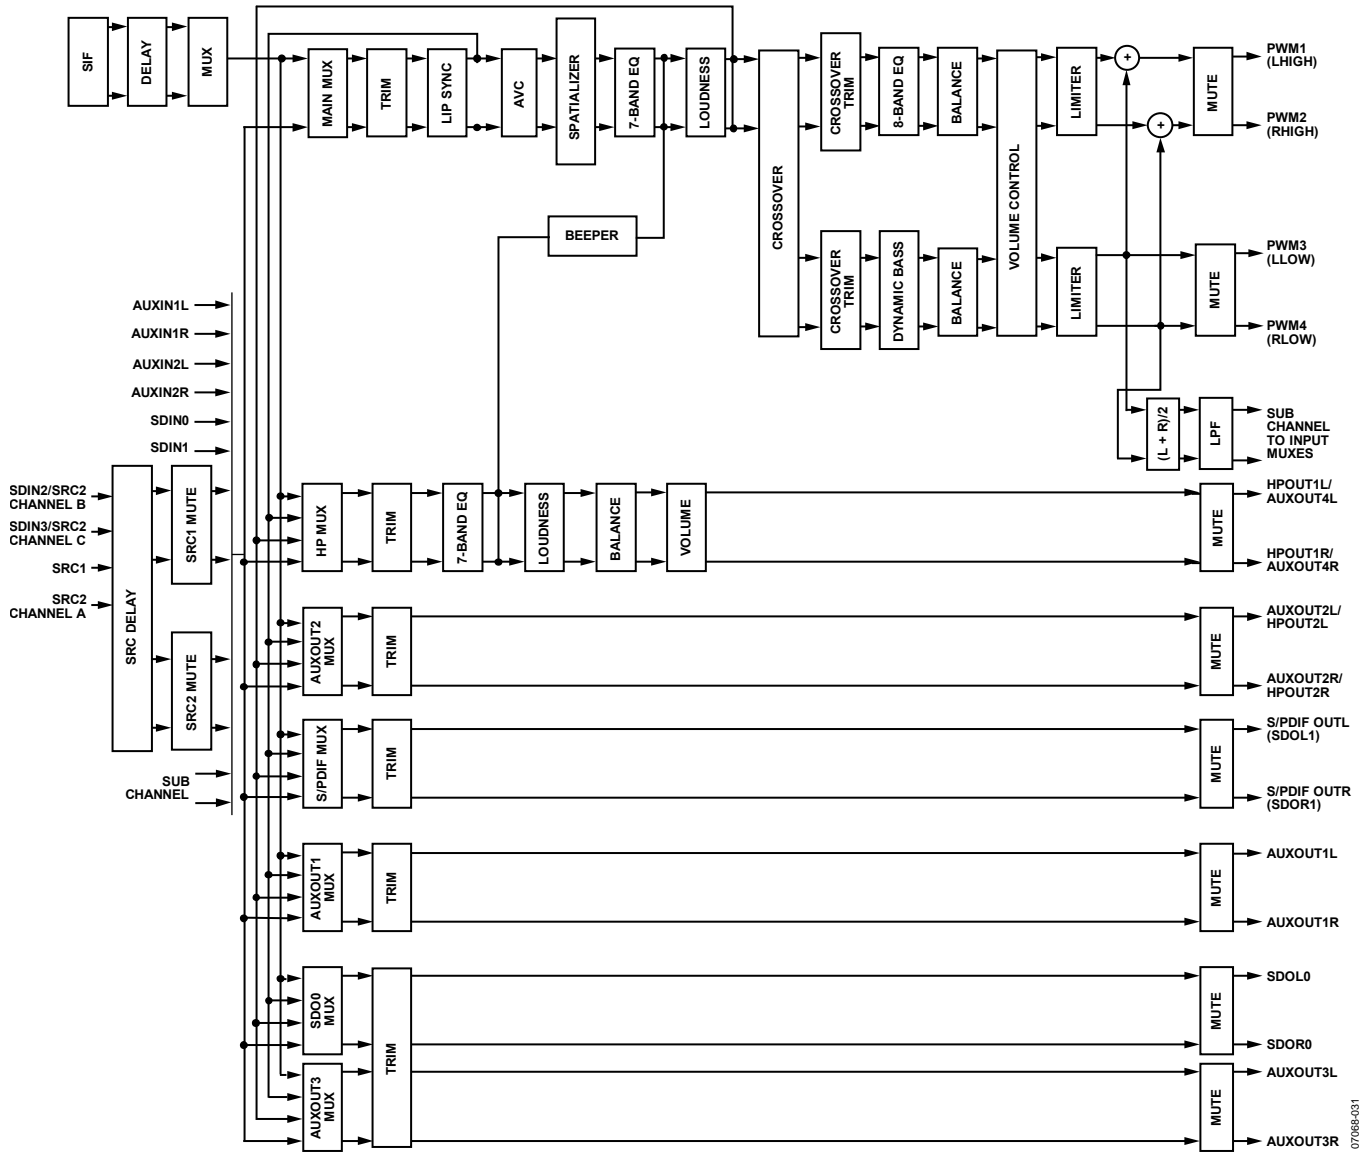 SIF
DELAY
MUX
MAIN MUX
TRIM
LIP SYNC
AVC
SPATIALIZER
7-BAND EQ
LOUDNESS
CROSSOVER
CROSSOVER
TRIM
8-BAND EQ
BALANCE
VOLUME CONTROL
LIMITER
+
+
MUTE
PWM1
(LHIGH)
PWM2
(RHIGH)
BEEPER
CROSSOVER
TRIM
DYNAMIC BASS
BALANCE
LIMITER
MUTE
PWM3
(LLOW)
PWM4
(RLOW)
(L + R)/2
LPF
SUB
CHANNEL
TO INPUT
MUXES
AUXIN1L
AUXIN1R
AUXIN2L
AUXIN2R
SDIN0
SDIN1
SDIN2/SRC2
CHANNEL B
SDIN3/SRC2
CHANNEL C
SRC1
SRC2
CHANNEL A
SRC DELAY
SRC1 MUTE
SRC2 MUTE
SUB
CHANNEL
HP MUX
TRIM
7-BAND EQ
LOUDNESS
BALANCE
VOLUME
MUTE
HPOUT1L/
AUXOUT4L
HPOUT1R/
AUXOUT4R
AUXOUT2
MUX
TRIM
MUTE
AUXOUT2L/
HPOUT2L
AUXOUT2R/
HPOUT2R
S/PDIF MUX
TRIM
MUTE
S/PDIF OUTL
(SDOL1)
S/PDIF OUTR
(SDOR1)
AUXOUT1
MUX
TRIM
MUTE
AUXOUT1L
AUXOUT1R
SDO0
MUX
TRIM
MUTE
SDOL0
SDOR0
AUXOUT3
MUX
MUTE
AUXOUT3L
AUXOUT3R
07068-031